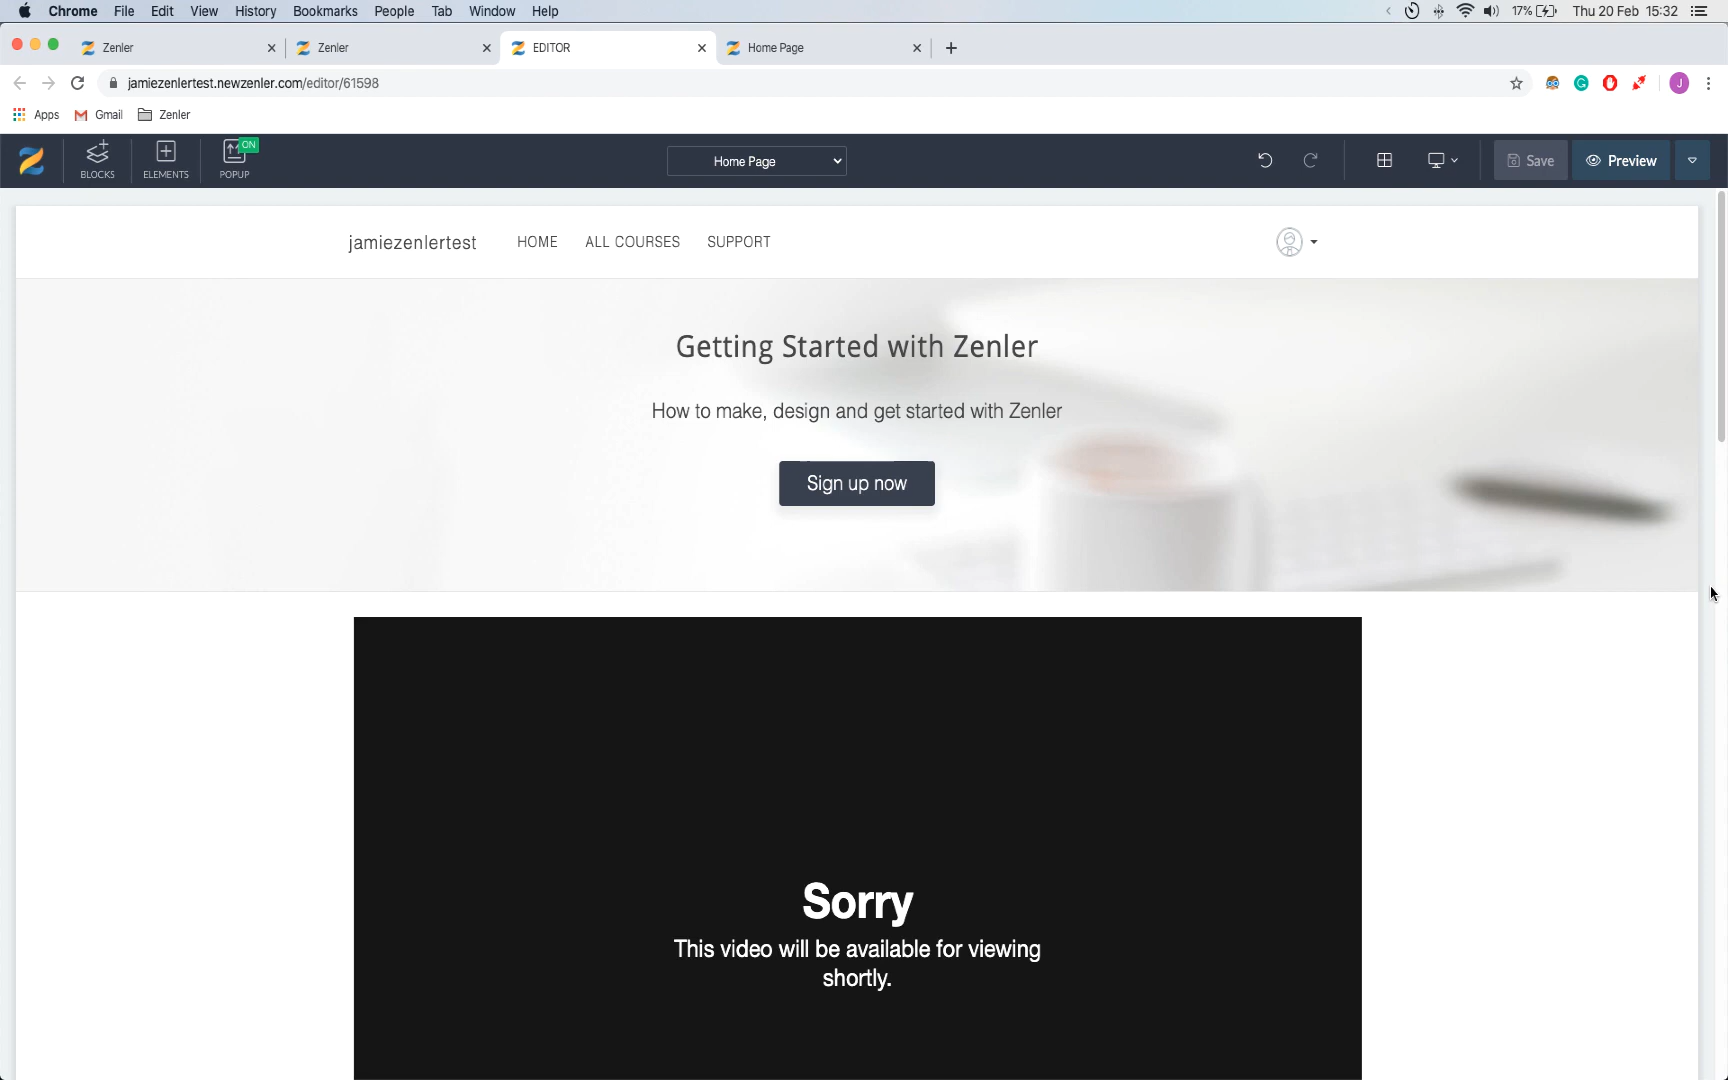 Chrome File Edit View History Bookmarks People Tab Window Help 17% Thu 20 Feb 15:32
Zenler Zenler EDITOR Home Page
jamiezenlertest.newzenler.com/editor/61598 J
Apps Gmail Zenler
BLOCKS ELEMENTS POPUP ON Home Page Save Preview
jamiezenlertest HOME ALL COURSES SUPPORT
Getting Started with Zenler
How to make, design and get started with Zenler
Sign up now
Sorry
This video will be available for viewing
shortly.